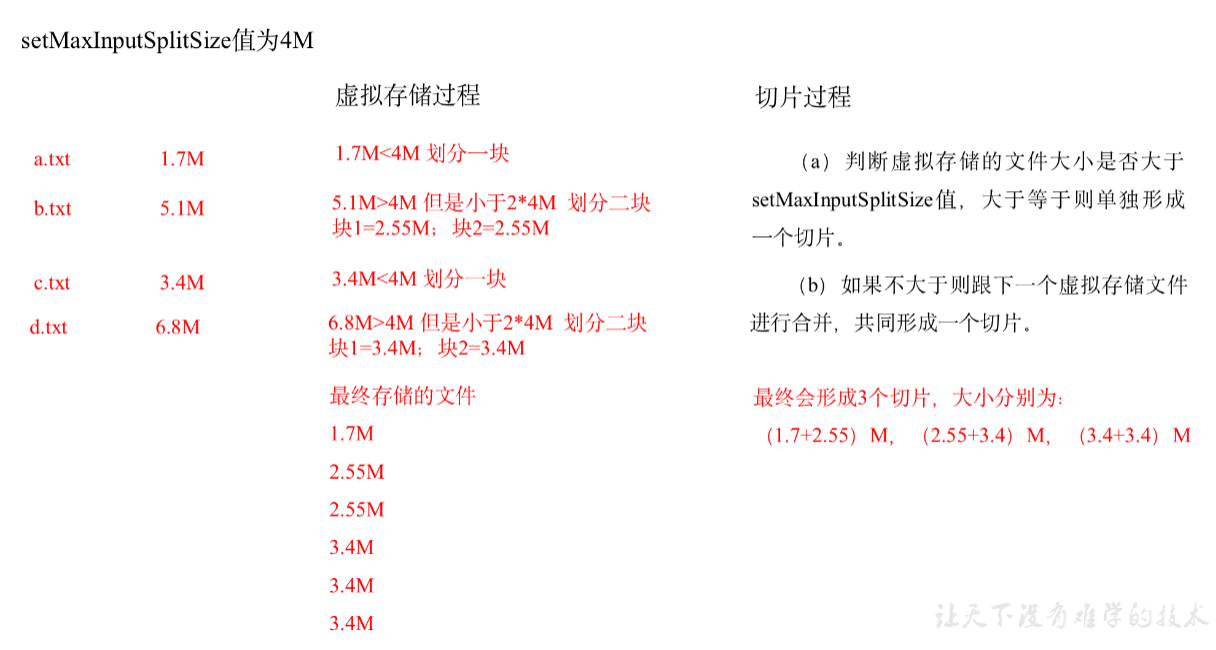 setMaxInputSplitSize值为4M
虚拟存储过程
切片过程
a.txt 1.7M 1.7M<4M 划分一块
b.txt 5.1M 5.1M>4M 但是小于2*4M 划分二块
块1=2.55M；块2=2.55M
c.txt 3.4M 3.4M<4M 划分一块
d.txt 6.8M 6.8M>4M 但是小于2*4M 划分二块
块1=3.4M；块2=3.4M
最终存储的文件
1.7M
2.55M
2.55M
3.4M
3.4M
3.4M
（a）判断虚拟存储的文件大小是否大于
setMaxInputSplitSize值，大于等于则单独形成
一个切片。
（b）如果不大于则跟下一个虚拟存储文件
进行合并，共同形成一个切片。
最终会形成3个切片，大小分别为：
（1.7+2.55）M，（2.55+3.4）M，（3.4+3.4）M
让天下没有难学的技术